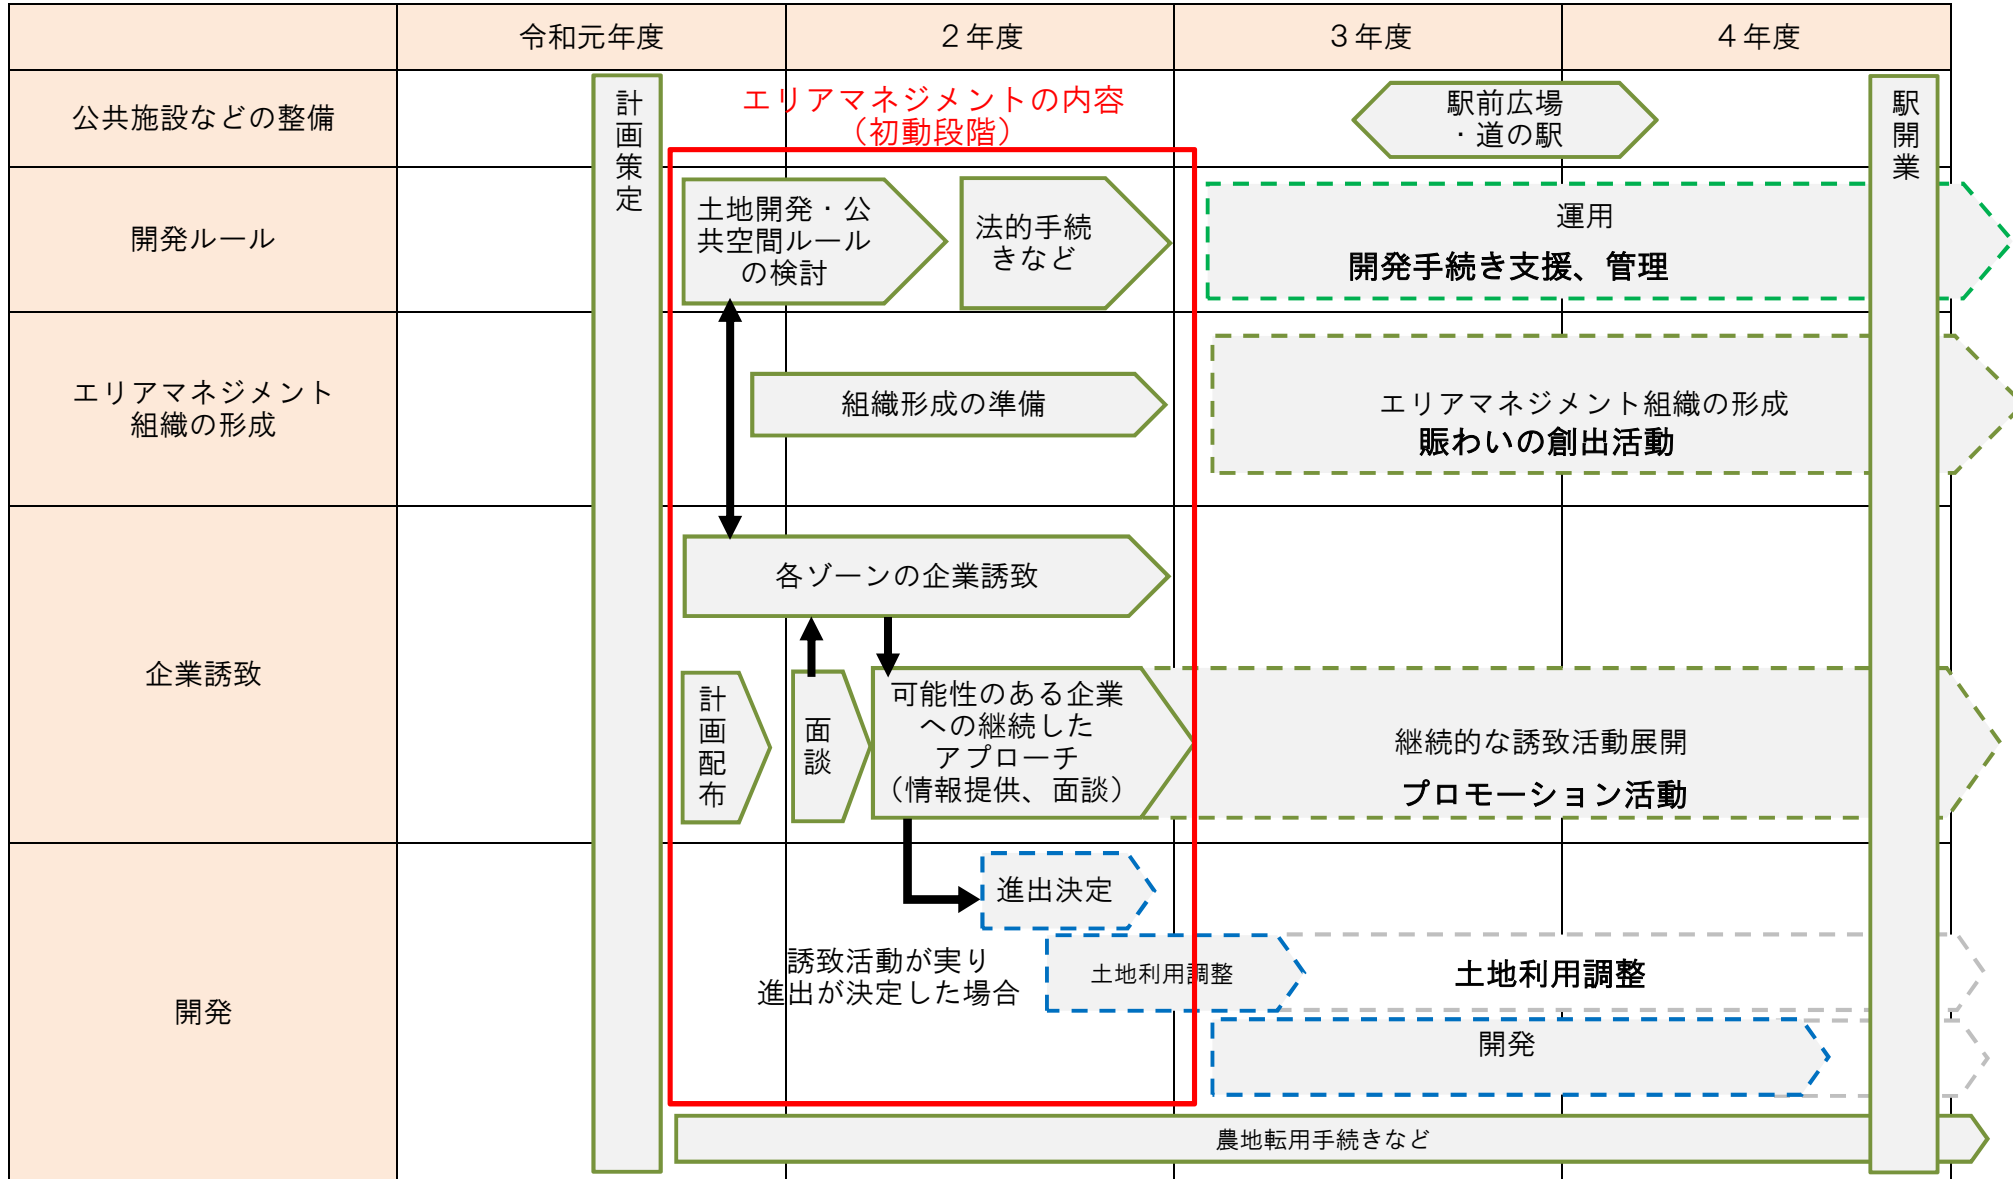 令和元年度
２年度
３年度
４年度
公共施設などの整備
計画策定
エリアマネジメントの内容
（初動段階）
駅前広場
・道の駅
駅開業
開発ルール
土地開発・公
共空間ルール
の検討
法的手続
きなど
運用
開発手続き支援、管理
エリアマネジメント
組織の形成
組織形成の準備
エリアマネジメント組織の形成
賑わいの創出活動
企業誘致
各ゾーンの企業誘致
計画配布
面談
可能性のある企業
への継続した
アプローチ
（情報提供、面談）
継続的な誘致活動展開
プロモーション活動
開発
進出決定
誘致活動が実り
進出が決定した場合
土地利用調整
土地利用調整
開発
農地転用手続きなど